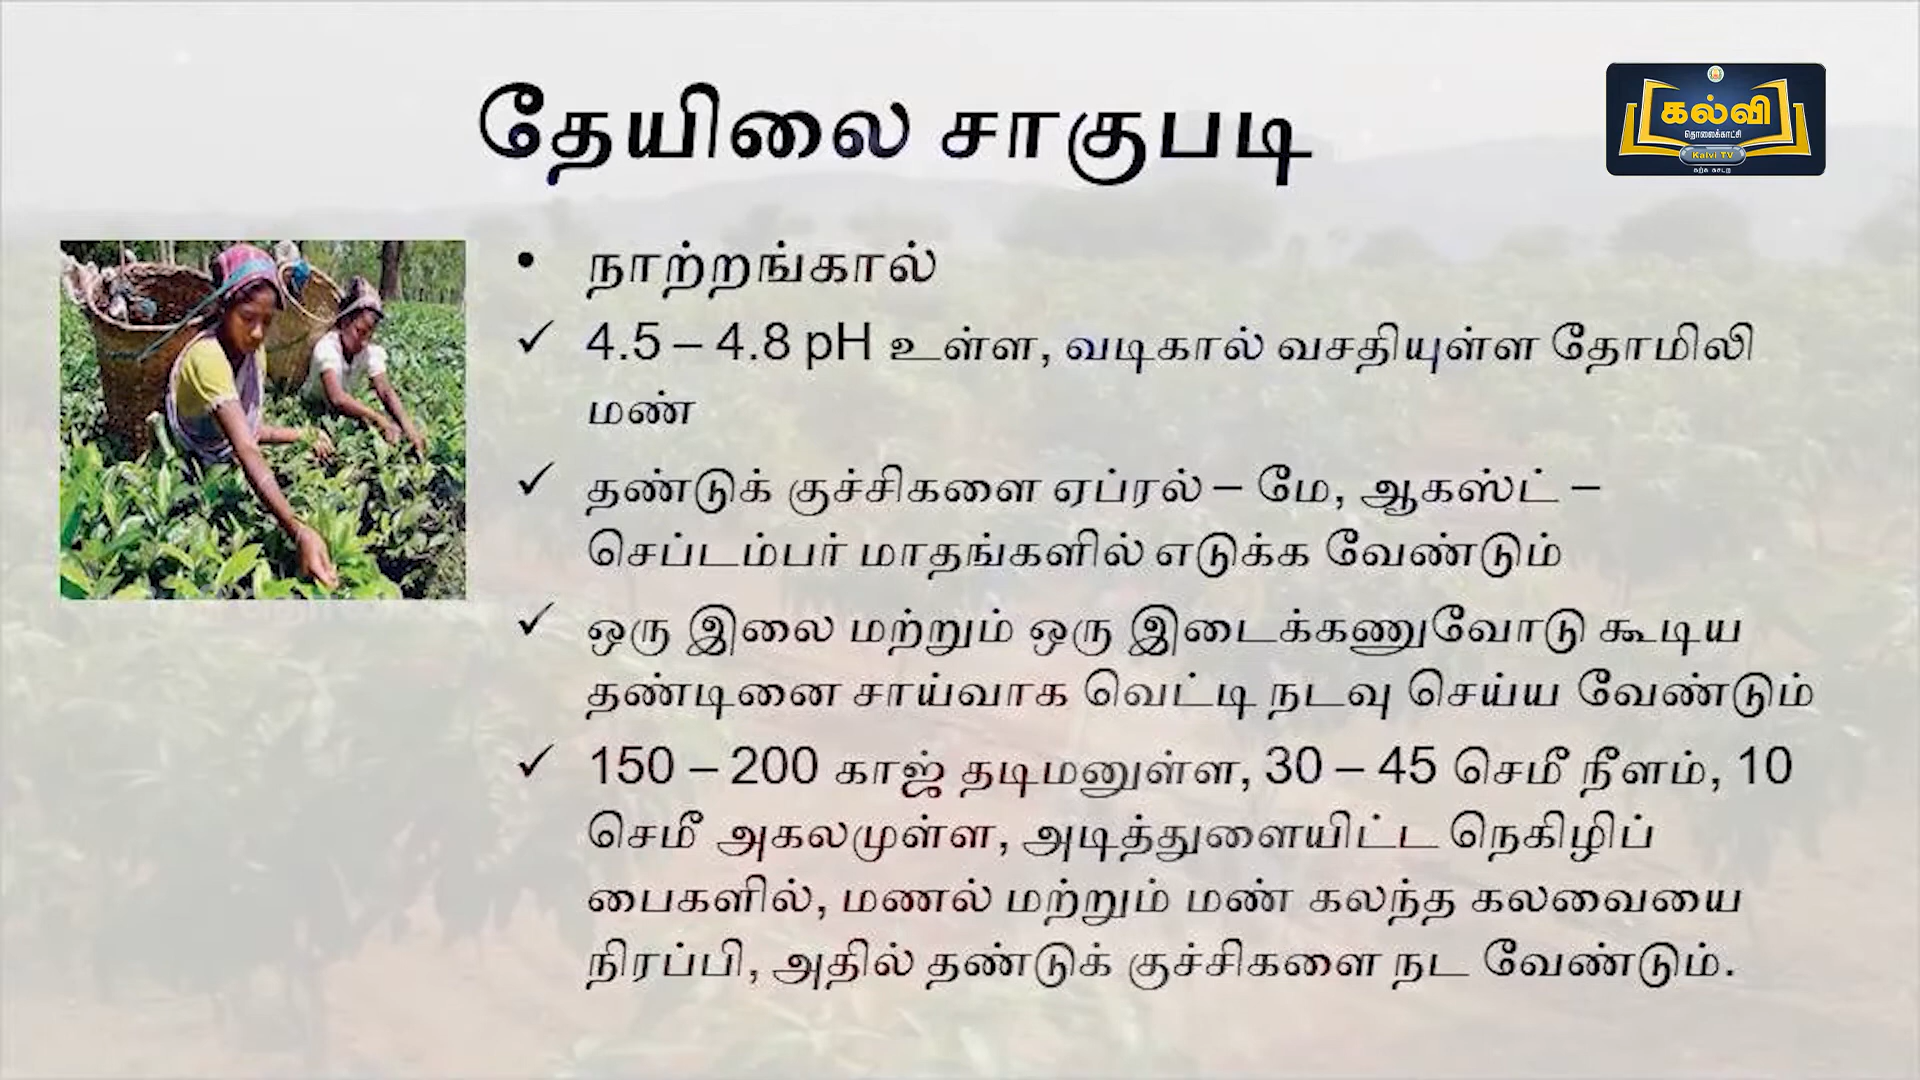 தேயிலை சாகுபடி
கல்வி
தொலைக்காட்சி
Kalvi TV
கற்க கசடற
• நாற்றங்கால்
✓ 4.5 – 4.8 pH உள்ள, வடிகால் வசதியுள்ள தோமிலி
மண்
✓ தண்டுக் குச்சிகளை ஏப்ரல் – மே, ஆகஸ்ட் –
செப்டம்பர் மாதங்களில் எடுக்க வேண்டும்
✓ ஒரு இலை மற்றும் ஒரு இடைக்கணுவோடு கூடிய
தண்டினை சாய்வாக வெட்டி நடவு செய்ய வேண்டும்
✓ 150 – 200 காஜ் தடிமனுள்ள, 30 – 45 செமீ நீளம், 10
செமீ அகலமுள்ள, அடித்துளையிட்ட நெகிழிப்
பைகளில், மணல் மற்றும் மண் கலந்த கலவையை
நிரப்பி, அதில் தண்டுக் குச்சிகளை நட வேண்டும்.